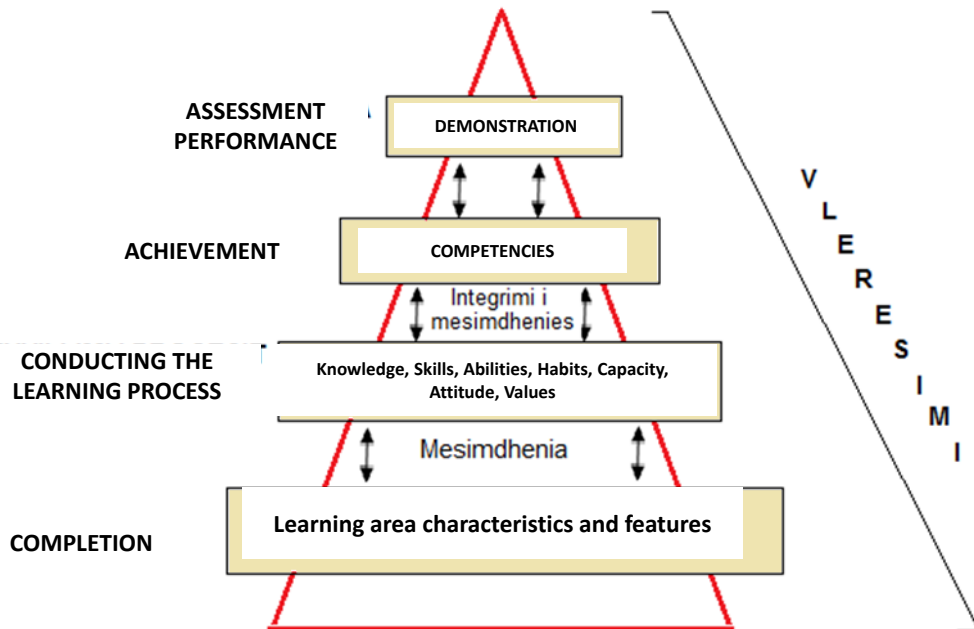 ASSESSMENT
PERFORMANCE
DEMONSTRATION
ACHIEVEMENT
COMPETENCIES
Integrimi i
mesimdhenies
CONDUCTING THE
LEARNING PROCESS
Knowledge, Skills, Abilities, Habits, Capacity,
Attitude, Values
Mesimdhenia
COMPLETION
Learning area characteristics and features
VLERESIMI